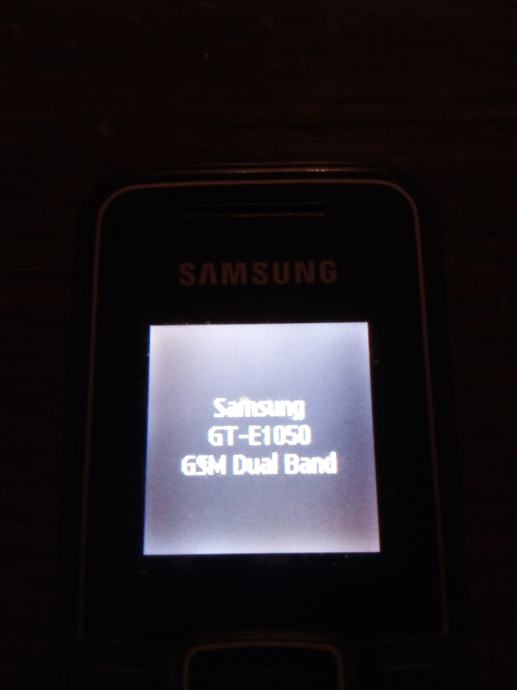 SAMSUNG
Samsung
GT-E1050
GSM Dual Band